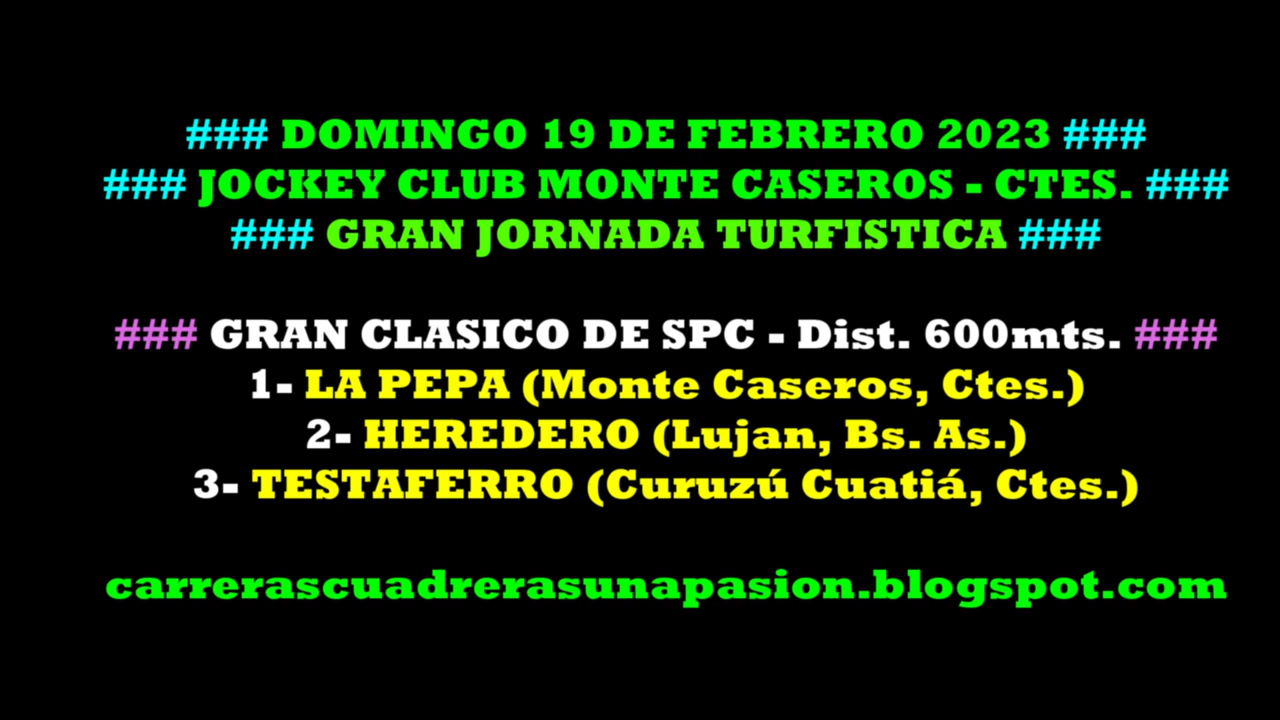 ### DOMINGO 19 DE FEBRERO 2023 ###
### JOCKEY CLUB MONTE CASEROS - CTES. ###
### GRAN JORNADA TURFISTICA ###
### GRAN CLASICO DE SPC - Dist. 600mts. ###
1- LA PEPA (Monte Caseros, Ctes.)
2- HEREDERO (Lujan, Bs. As.)
3- TESTAFERRO (Curuzú Cuatiá, Ctes.)
carrerascuadrerasunapasion.blogspot.com